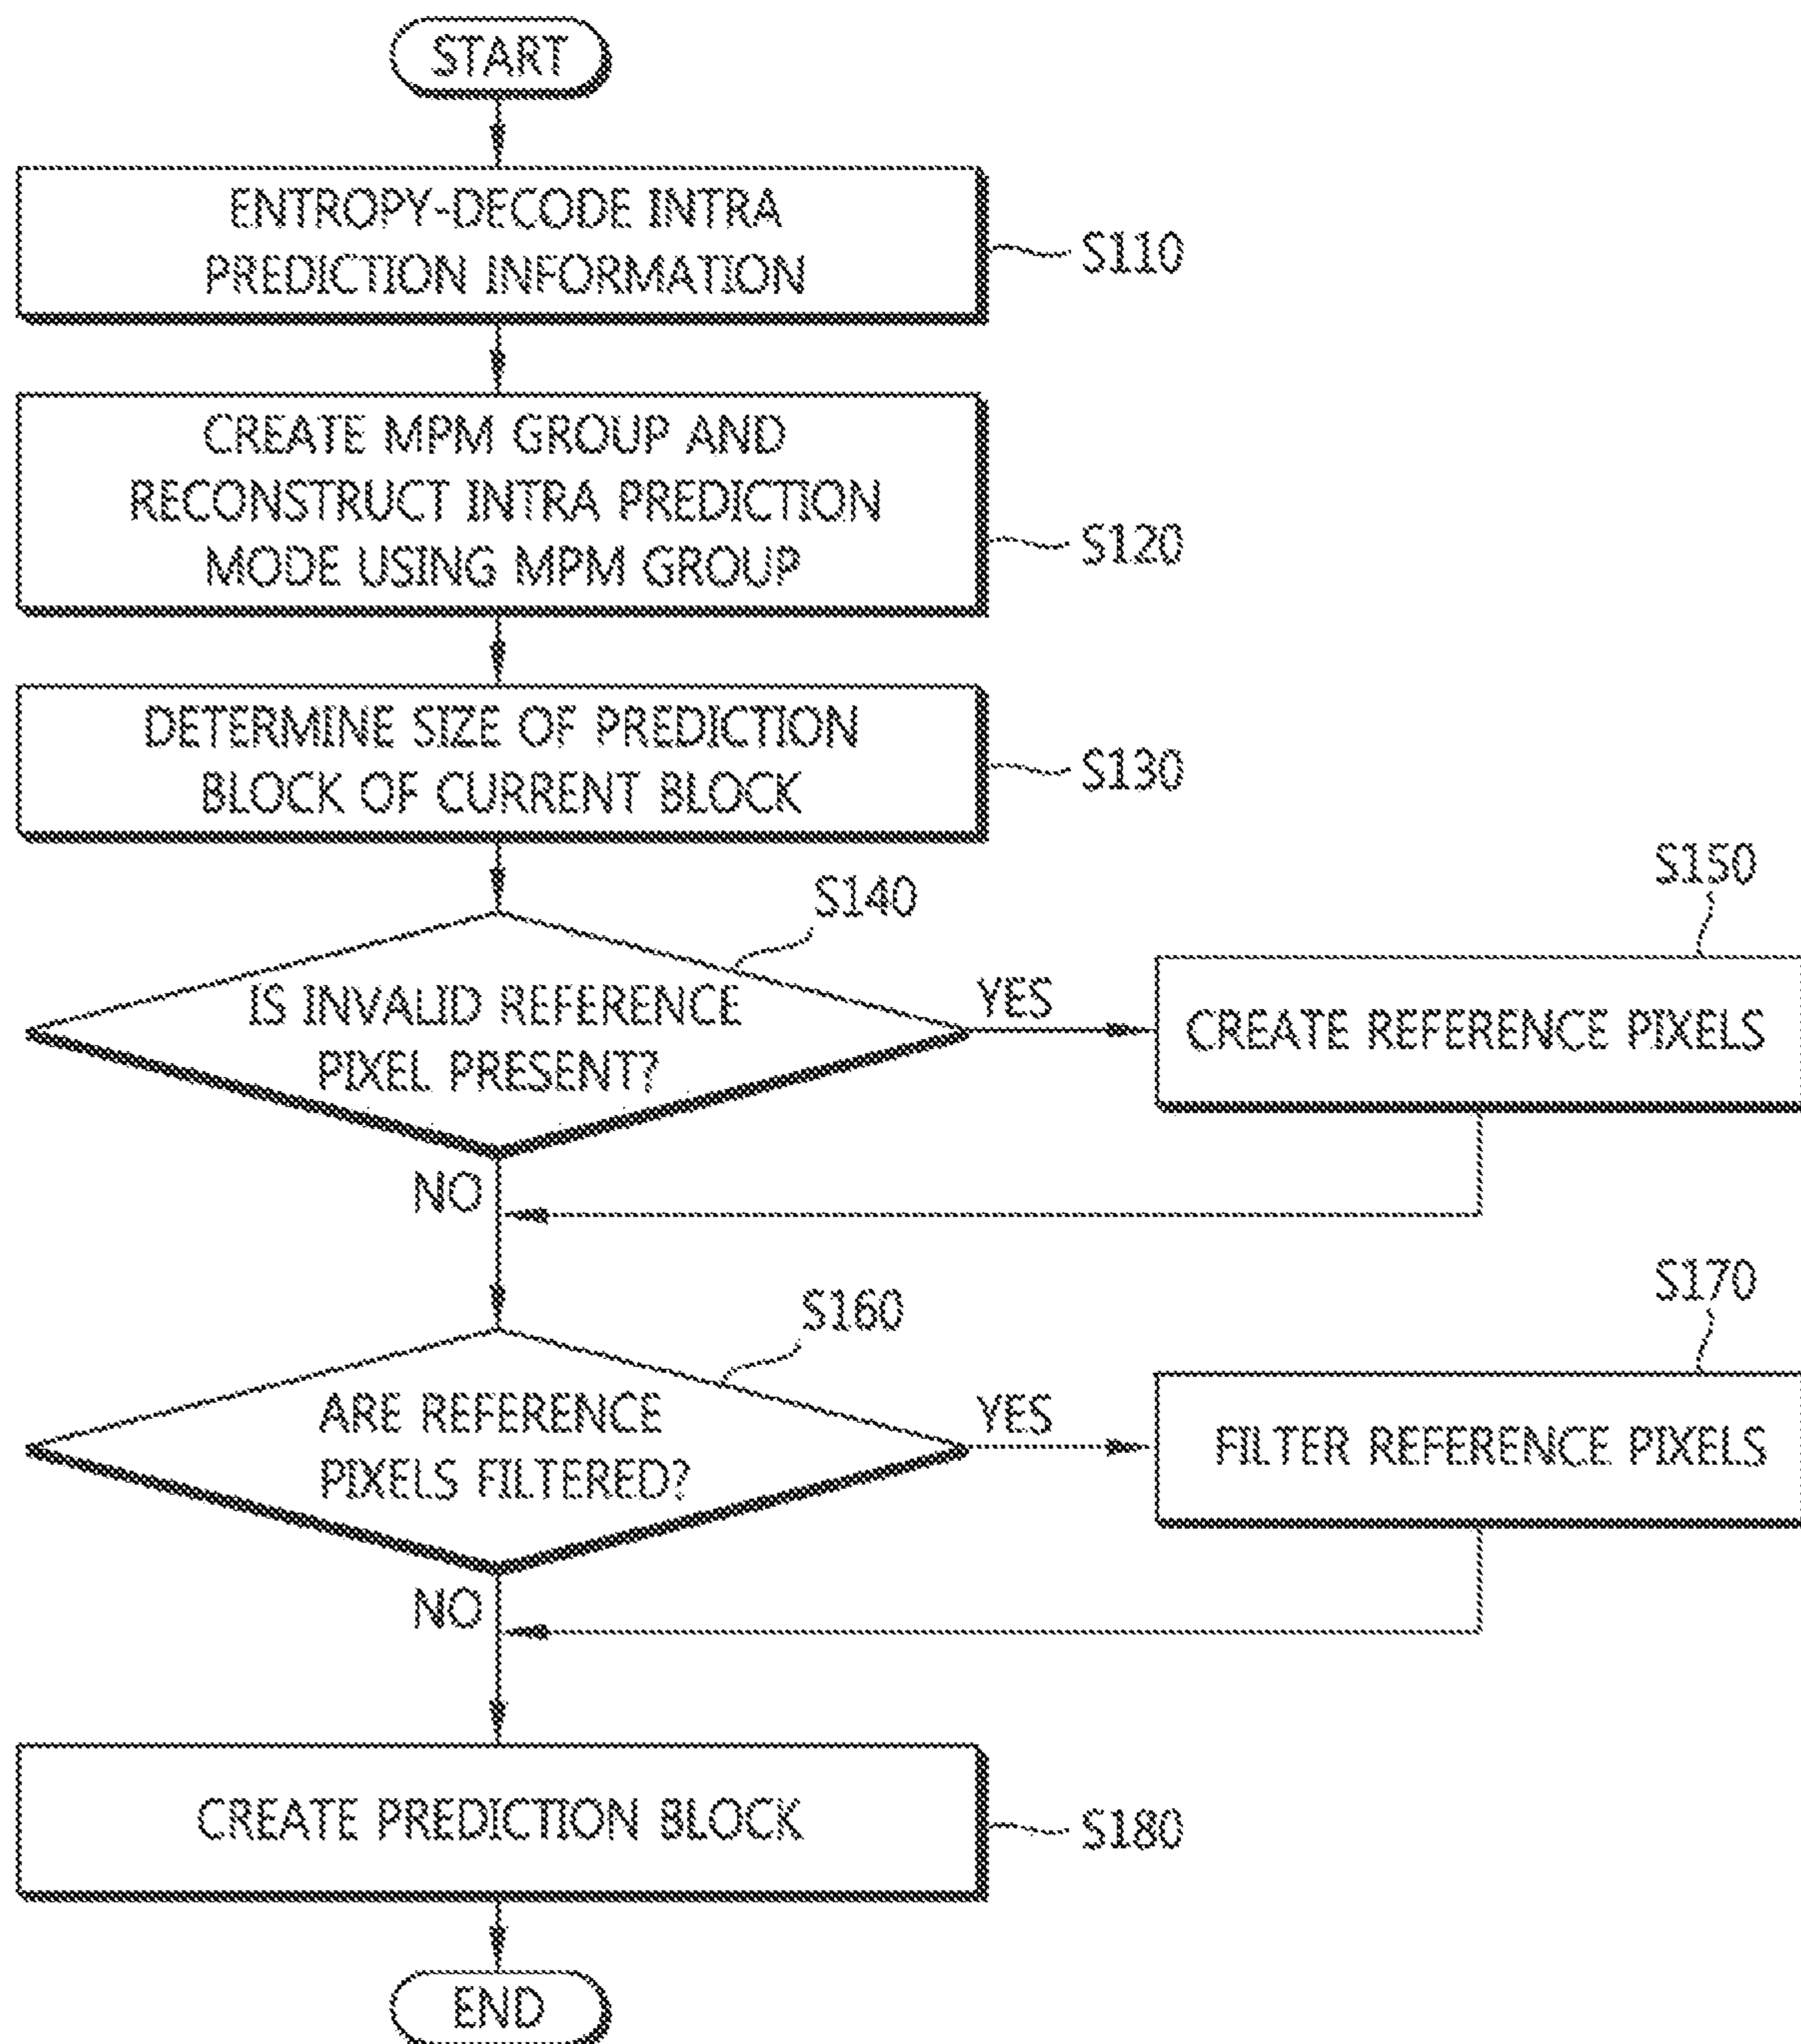 START
ENTROPY-DECODE INTRA
PREDICTION INFORMATION
S110
CREATE MPM GROUP AND
RECONSTRUCT INTRA PREDICTION
MODE USING MPM GROUP
S120
DETERMINE SIZE OF PREDICTION
BLOCK OF CURRENT BLOCK
S130
S140
IS INVALID REFERENCE
PIXEL PRESENT?
YES
S150
CREATE REFERENCE PIXELS
NO
S160
ARE REFERENCE
PIXELS FILTERED?
YES
S170
FILTER REFERENCE PIXELS
NO
CREATE PREDICTION BLOCK
S180
END